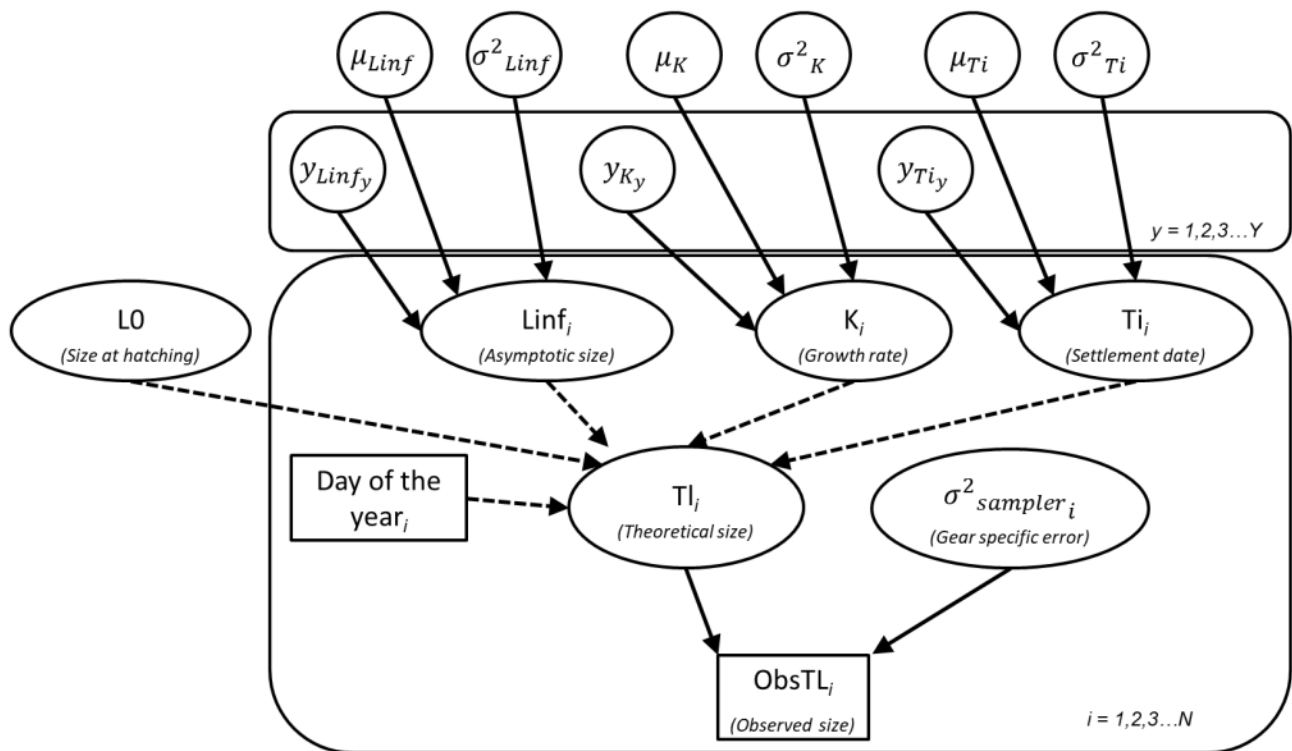 μ_Linf
σ²_Linf
μ_K
σ²_K
μ_Ti
σ²_Ti
y_Linf_y
y_K_y
y_Ti_y
y = 1,2,3…Y
L0
(Size at hatching)
Linf_i
(Asymptotic size)
K_i
(Growth rate)
Ti_i
(Settlement date)
Day of the
year_i
Tl_i
(Theoretical size)
σ²_sampler_i
(Gear specific error)
ObsTL_i
(Observed size)
i = 1,2,3…N